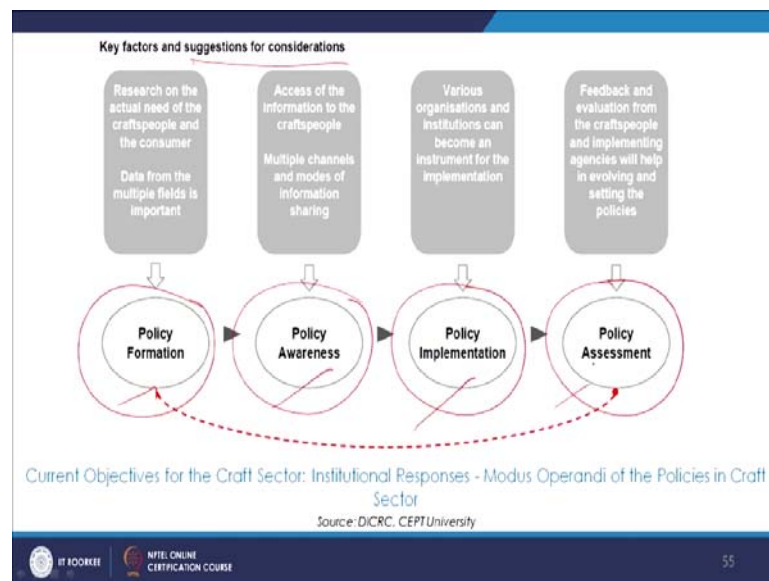 Key factors and suggestions for considerations
Research on the
actual need of the
craftspeople and
the consumer
Data from the
multiple fields is
important
Access of the
information to the
craftspeople
Multiple channels
and modes of
information
sharing
Various
organisations and
Institutions can
become an
instrument for the
implementation
Feedback and
evaluation from
the craftspeople
and implementing
agencies will help
in evolving and
setting the
policies
Policy
Formation
Policy
Awareness
Policy
Implementation
Policy
Assessment
Current Objectives for the Craft Sector: Institutional Responses - Modus Operandi of the Policies in Craft
Sector
Source: DICRC, CEPT University
IIT ROORKEE
NPTEL ONLINE
CERTIFICATION COURSE
55